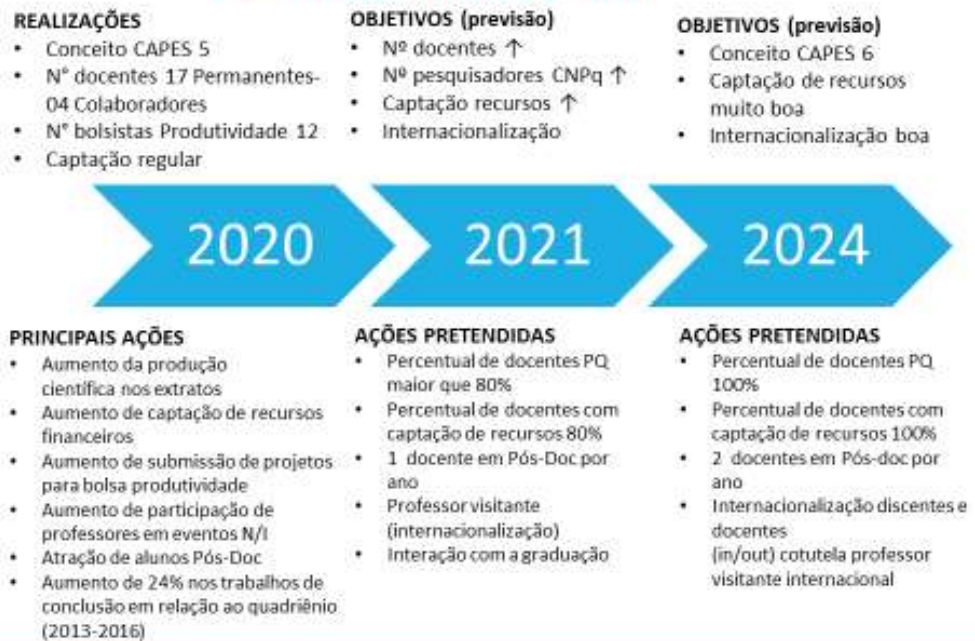 REALIZAÇÕES
• Conceito CAPES 5
• N° docentes 17 Permanentes-
04 Colaboradores
• N° bolsistas Produtividade 12
• Captação regular
OBJETIVOS (previsão)
• Nº docentes ↑
• Nº pesquisadores CNPq ↑
• Captação recursos ↑
• Internacionalização
OBJETIVOS (previsão)
• Conceito CAPES 6
• Captação de recursos
muito boa
• Internacionalização boa
2020
2021
2024
PRINCIPAIS AÇÕES
• Aumento da produção
científica nos extratos
• Aumento de captação de recursos
financeiros
• Aumento de submissão de projetos
para bolsa produtividade
• Aumento de participação de
professores em eventos N/I
• Atração de alunos Pós-Doc
• Aumento de 24% nos trabalhos de
conclusão em relação ao quadriênio
(2013-2016)
AÇÕES PRETENDIDAS
• Percentual de docentes PQ
maior que 80%
• Percentual de docentes com
captação de recursos 80%
• 1 docente em Pós-Doc por
ano
• Professor visitante
(internacionalização)
• Interação com a graduação
AÇÕES PRETENDIDAS
• Percentual de docentes PQ
100%
• Percentual de docentes com
captação de recursos 100%
• 2 docentes em Pós-doc por
ano
• Internacionalização discentes e
docentes
(in/out) cotutela professor
visitante internacional